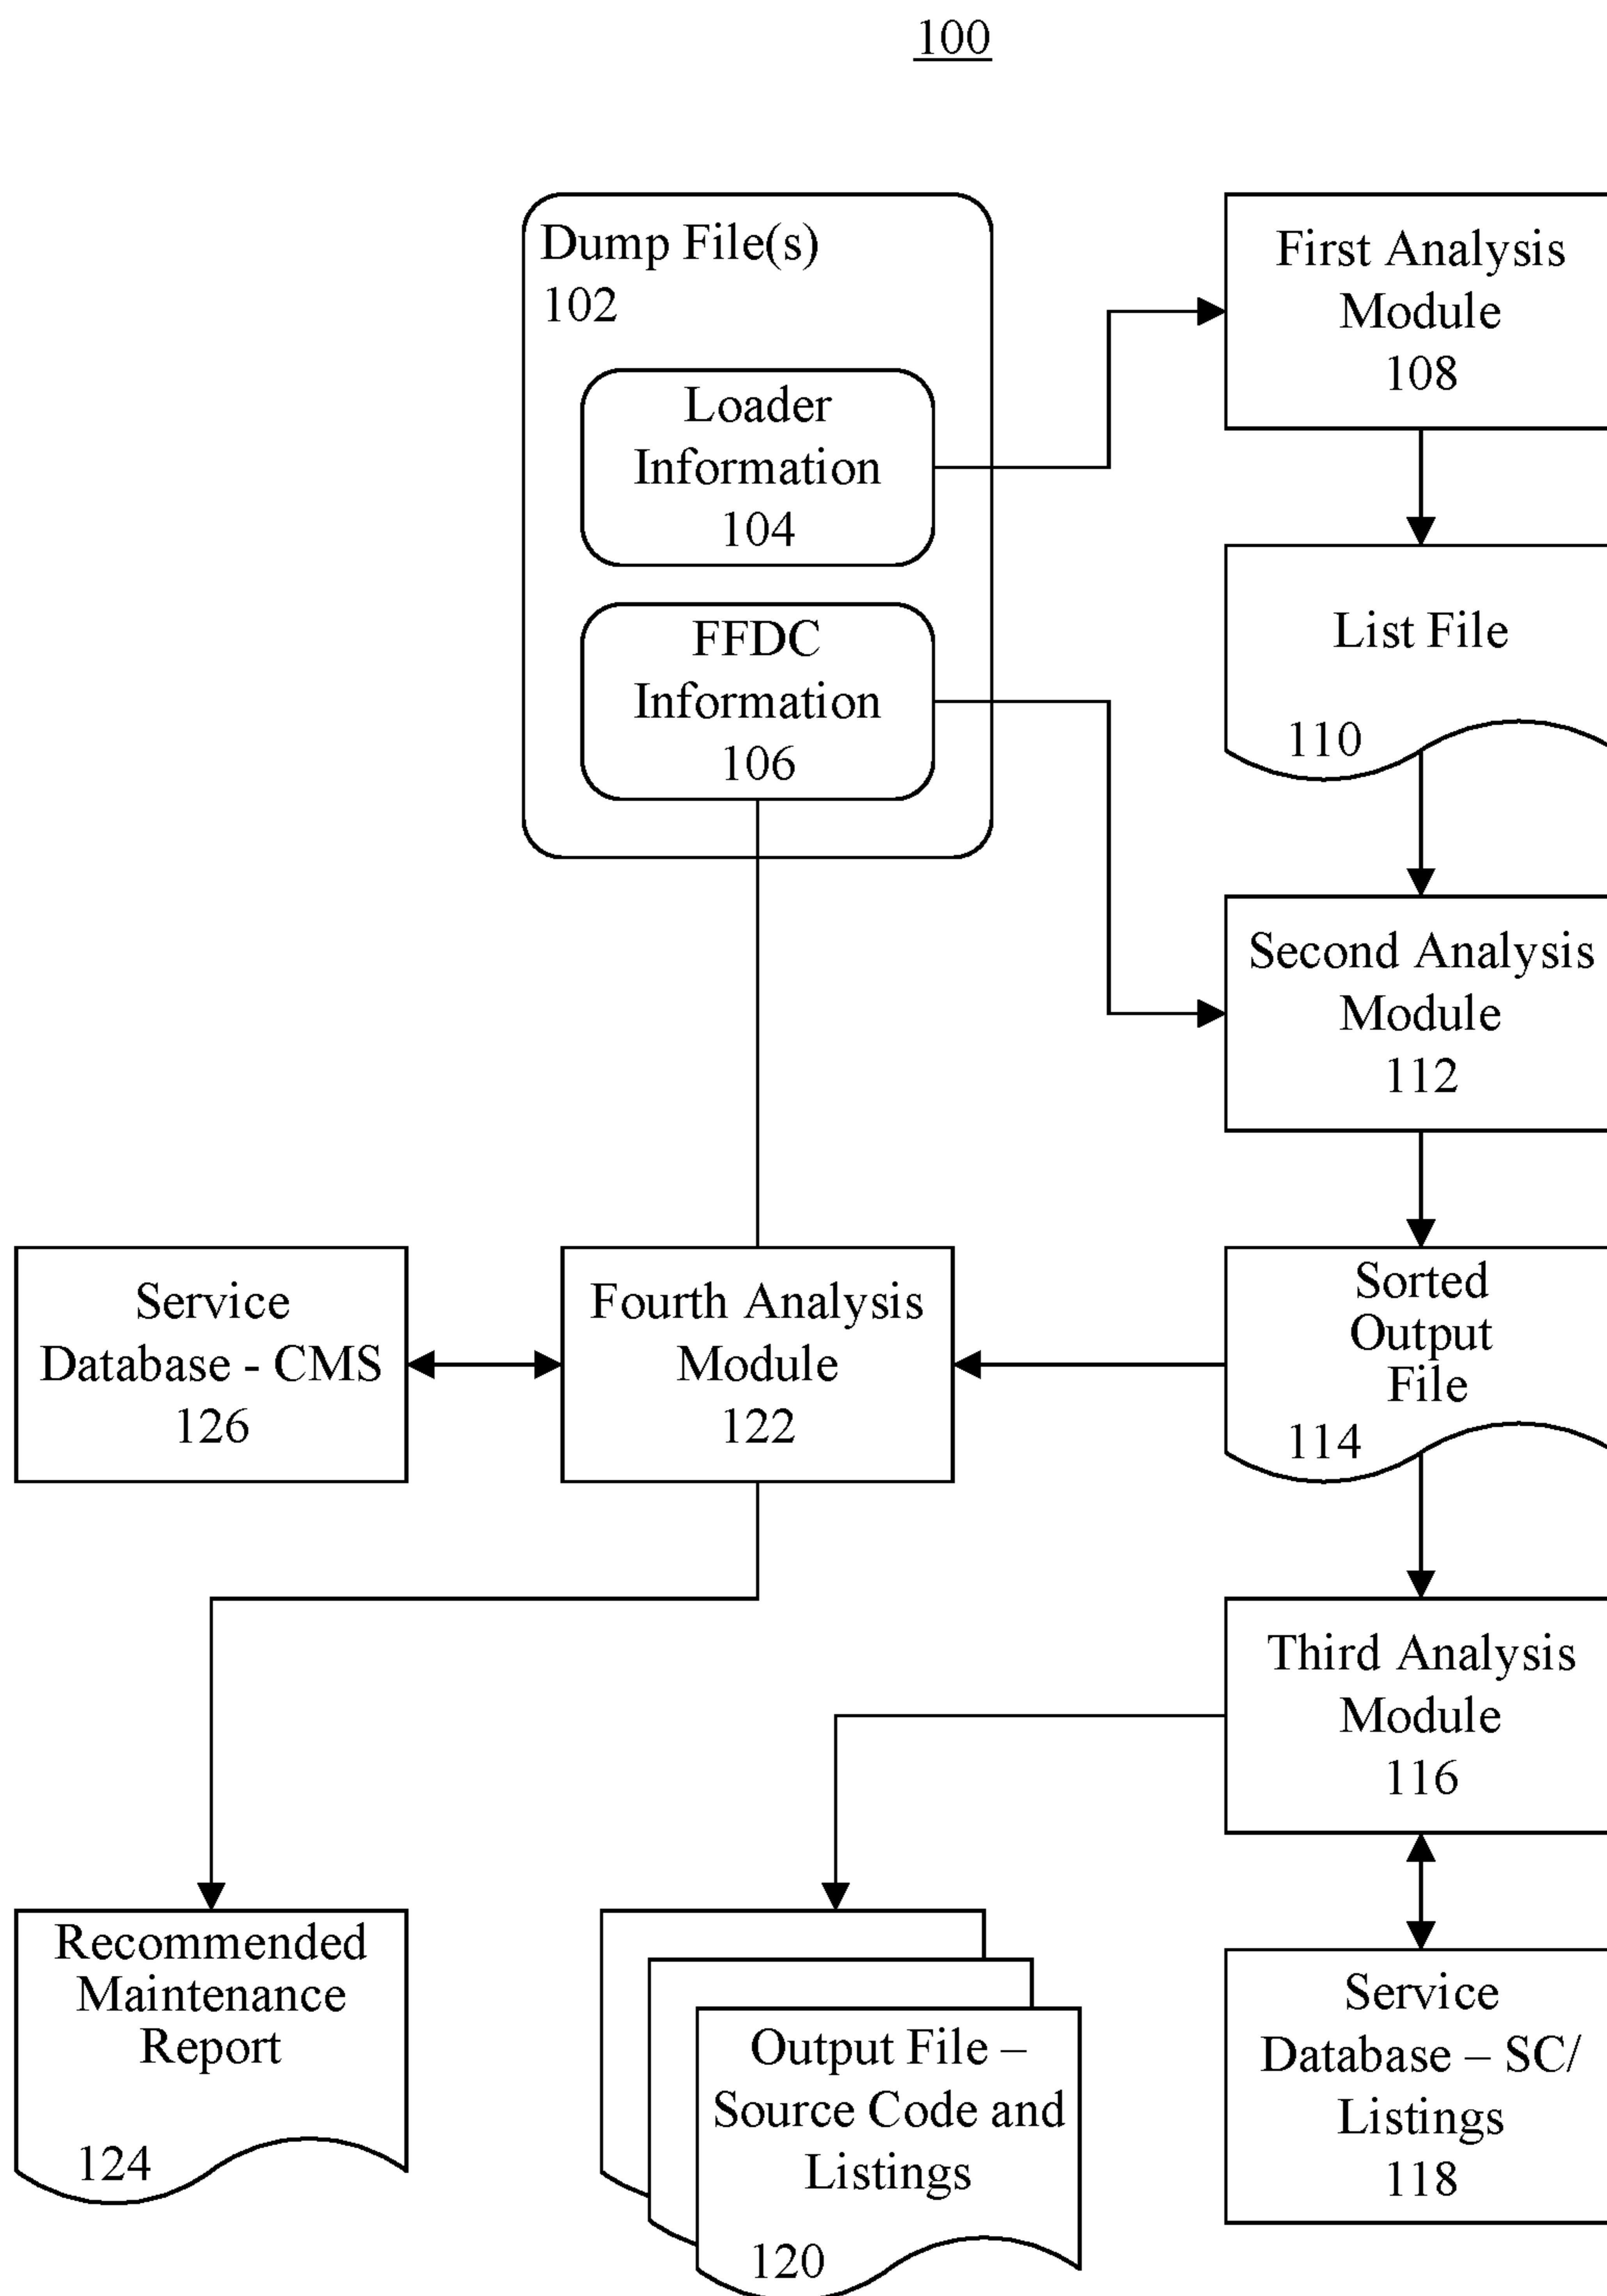 100
Dump File(s)
102
Loader
Information
104
FFDC
Information
106
First Analysis
Module
108
List File
110
Second Analysis
Module
112
Sorted
Output
File
114
Fourth Analysis
Module
122
Service
Database - CMS
126
Third Analysis
Module
116
Recommended
Maintenance
Report
124
Output File –
Source Code and
Listings
120
Service
Database – SC/
Listings
118